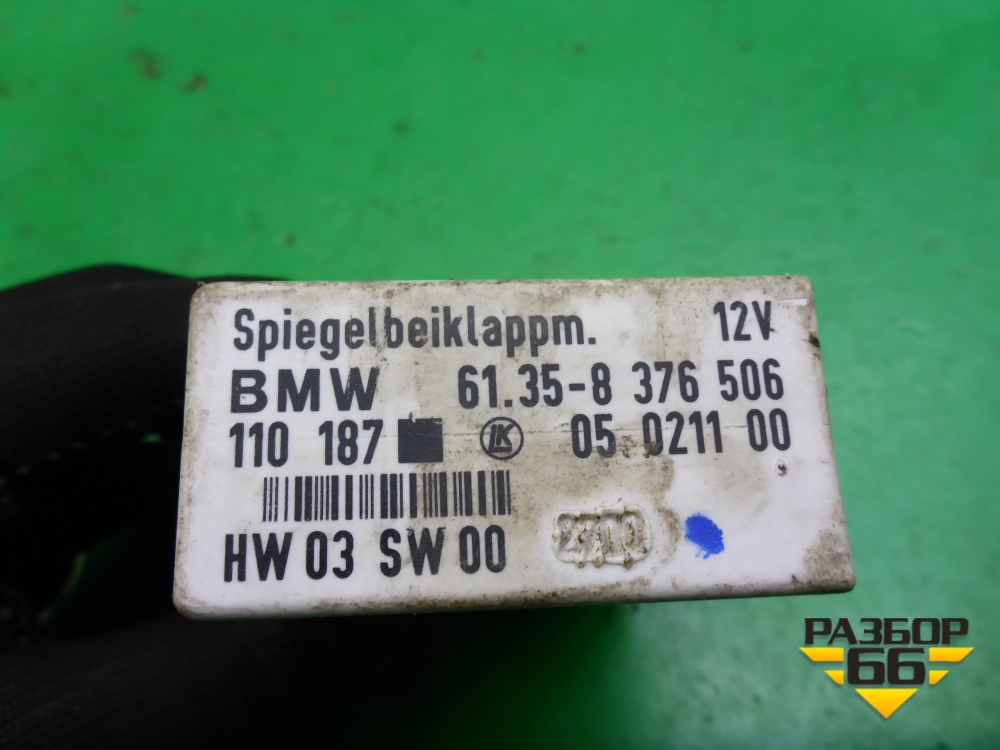 Spiegelbeiklappm. 12V
BMW 61.35-8 376 506
110 187 LK 05 0211 00
HW 03 SW 00
РАЗБОР
66